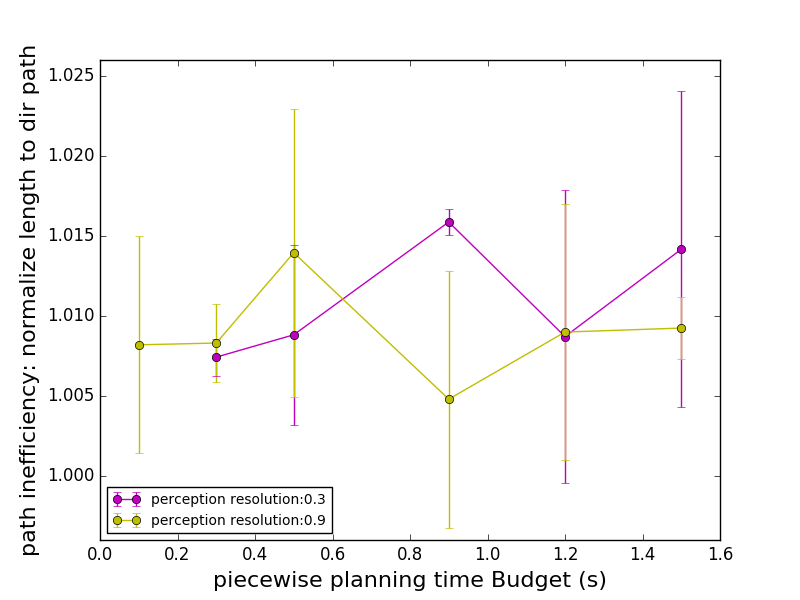 path inefficiency: normalize length to dir path
1.025
1.020
1.015
1.010
1.005
1.000
perception resolution:0.3
perception resolution:0.9
0.0 0.2 0.4 0.6 0.8 1.0 1.2 1.4 1.6
piecewise planning time Budget (s)